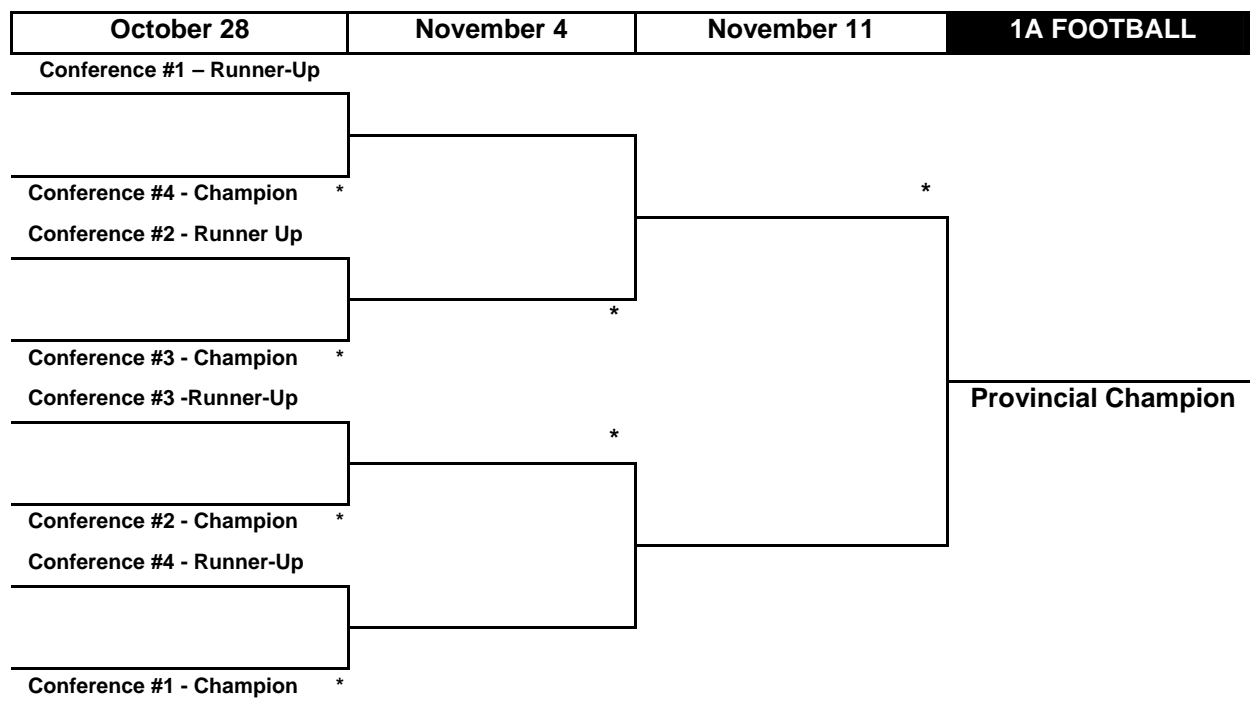 October 28 November 4 November 11 1A FOOTBALL
Conference #1 – Runner-Up
Conference #4 - Champion * *
Conference #2 - Runner Up
*
Conference #3 - Champion *
Conference #3 -Runner-Up Provincial Champion
*
Conference #2 - Champion *
Conference #4 - Runner-Up
Conference #1 - Champion *